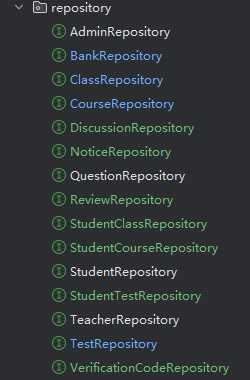 repository
AdminRepository
BankRepository
ClassRepository
CourseRepository
DiscussionRepository
NoticeRepository
QuestionRepository
ReviewRepository
StudentClassRepository
StudentCourseRepository
StudentRepository
StudentTestRepository
TeacherRepository
TestRepository
VerificationCodeRepository